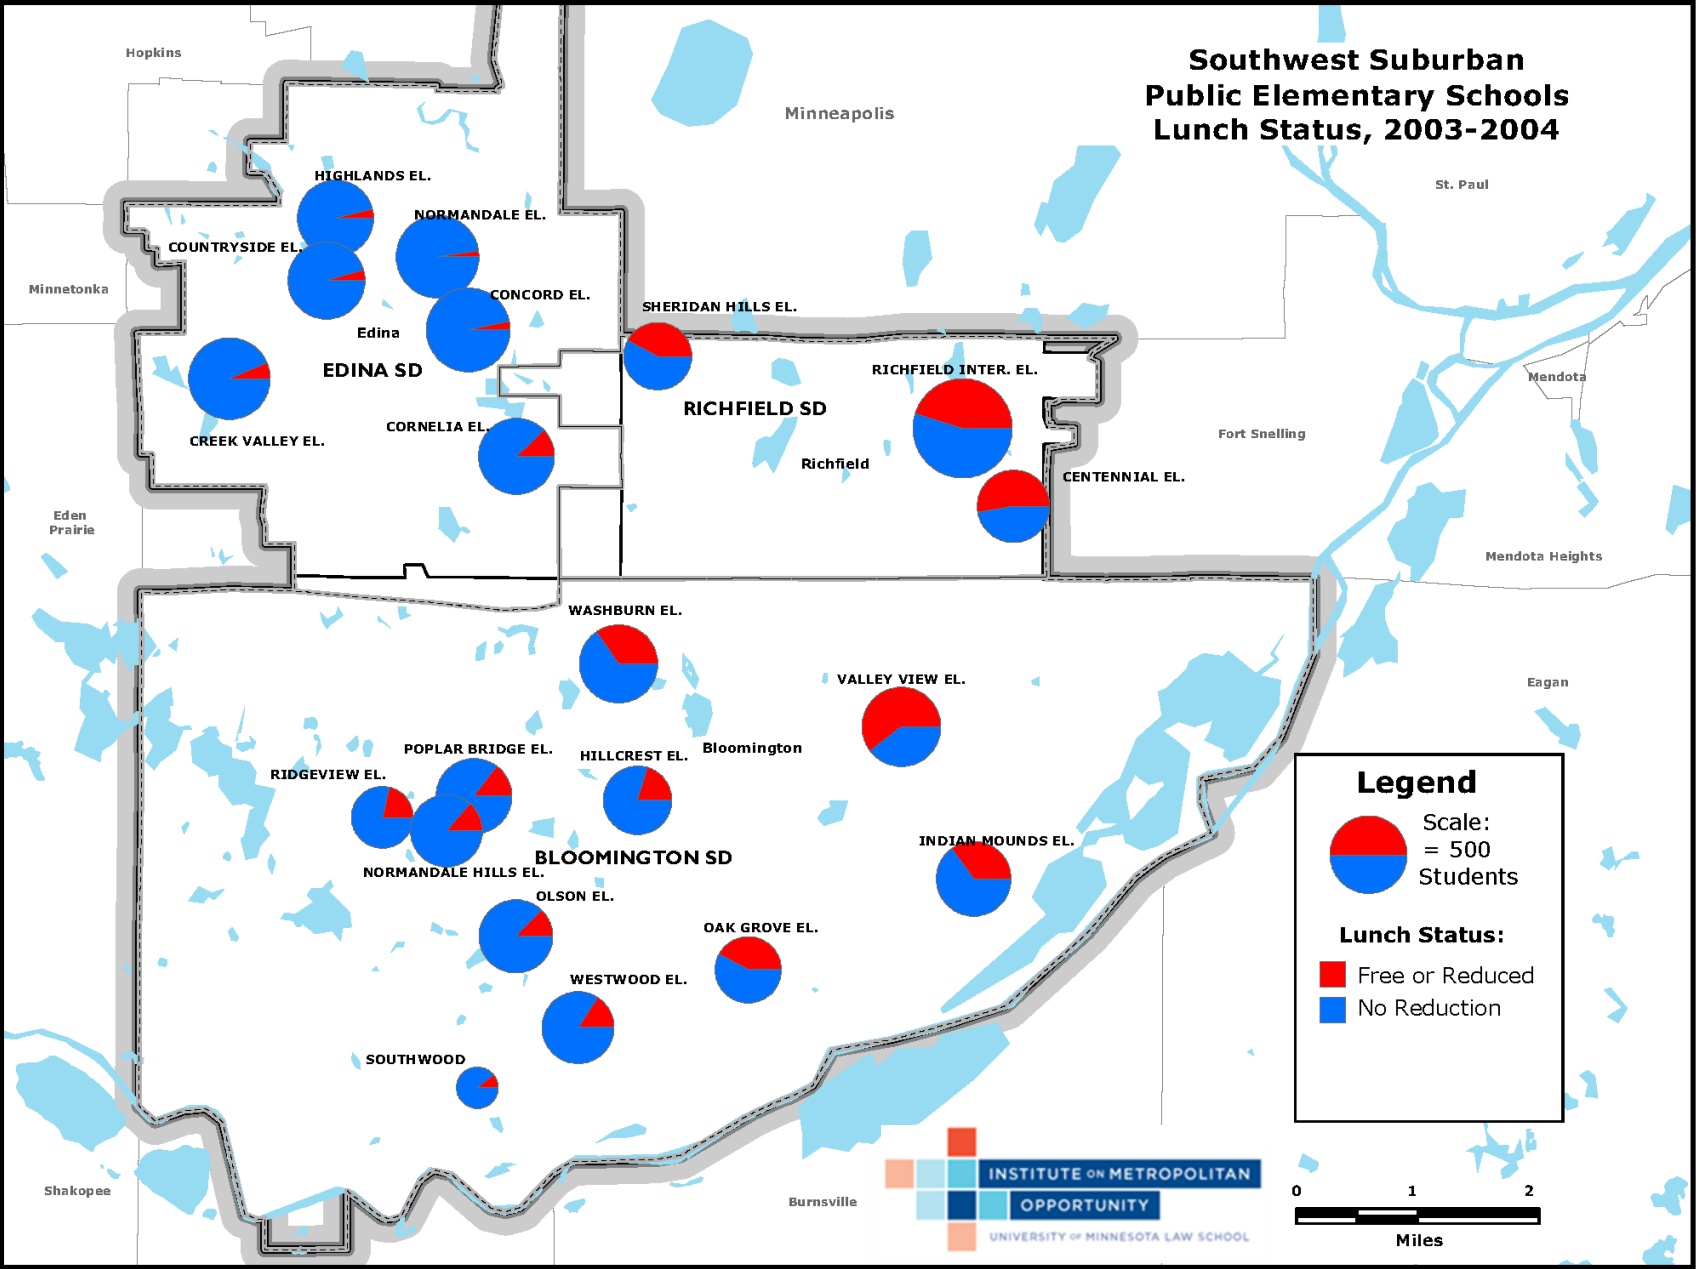 Southwest Suburban
Public Elementary Schools
Lunch Status, 2003-2004
Hopkins
Minneapolis
St. Paul
HIGHLANDS EL.
NORMANDALE EL.
COUNTRYSIDE EL.
Minnetonka
CONCORD EL.
SHERIDAN HILLS EL.
Edina
EDINA SD
RICHFIELD INTER. EL.
Mendota
RICHFIELD SD
CORNELIA EL.
CREEK VALLEY EL.
Fort Snelling
Richfield
CENTENNIAL EL.
Eden
Prairie
Mendota Heights
WASHBURN EL.
VALLEY VIEW EL.
Eagan
POPLAR BRIDGE EL.
HILLCREST EL.
Bloomington
RIDGEVIEW EL.
INDIAN MOUNDS EL.
BLOOMINGTON SD
NORMANDALE HILLS EL.
OLSON EL.
OAK GROVE EL.
WESTWOOD EL.
SOUTHWOOD
Legend
Scale:
= 500
Students
Lunch Status:
Free or Reduced
No Reduction
Shakopee
Burnsville
INSTITUTE ON METROPOLITAN
OPPORTUNITY
UNIVERSITY OF MINNESOTA LAW SCHOOL
0 1 2
Miles